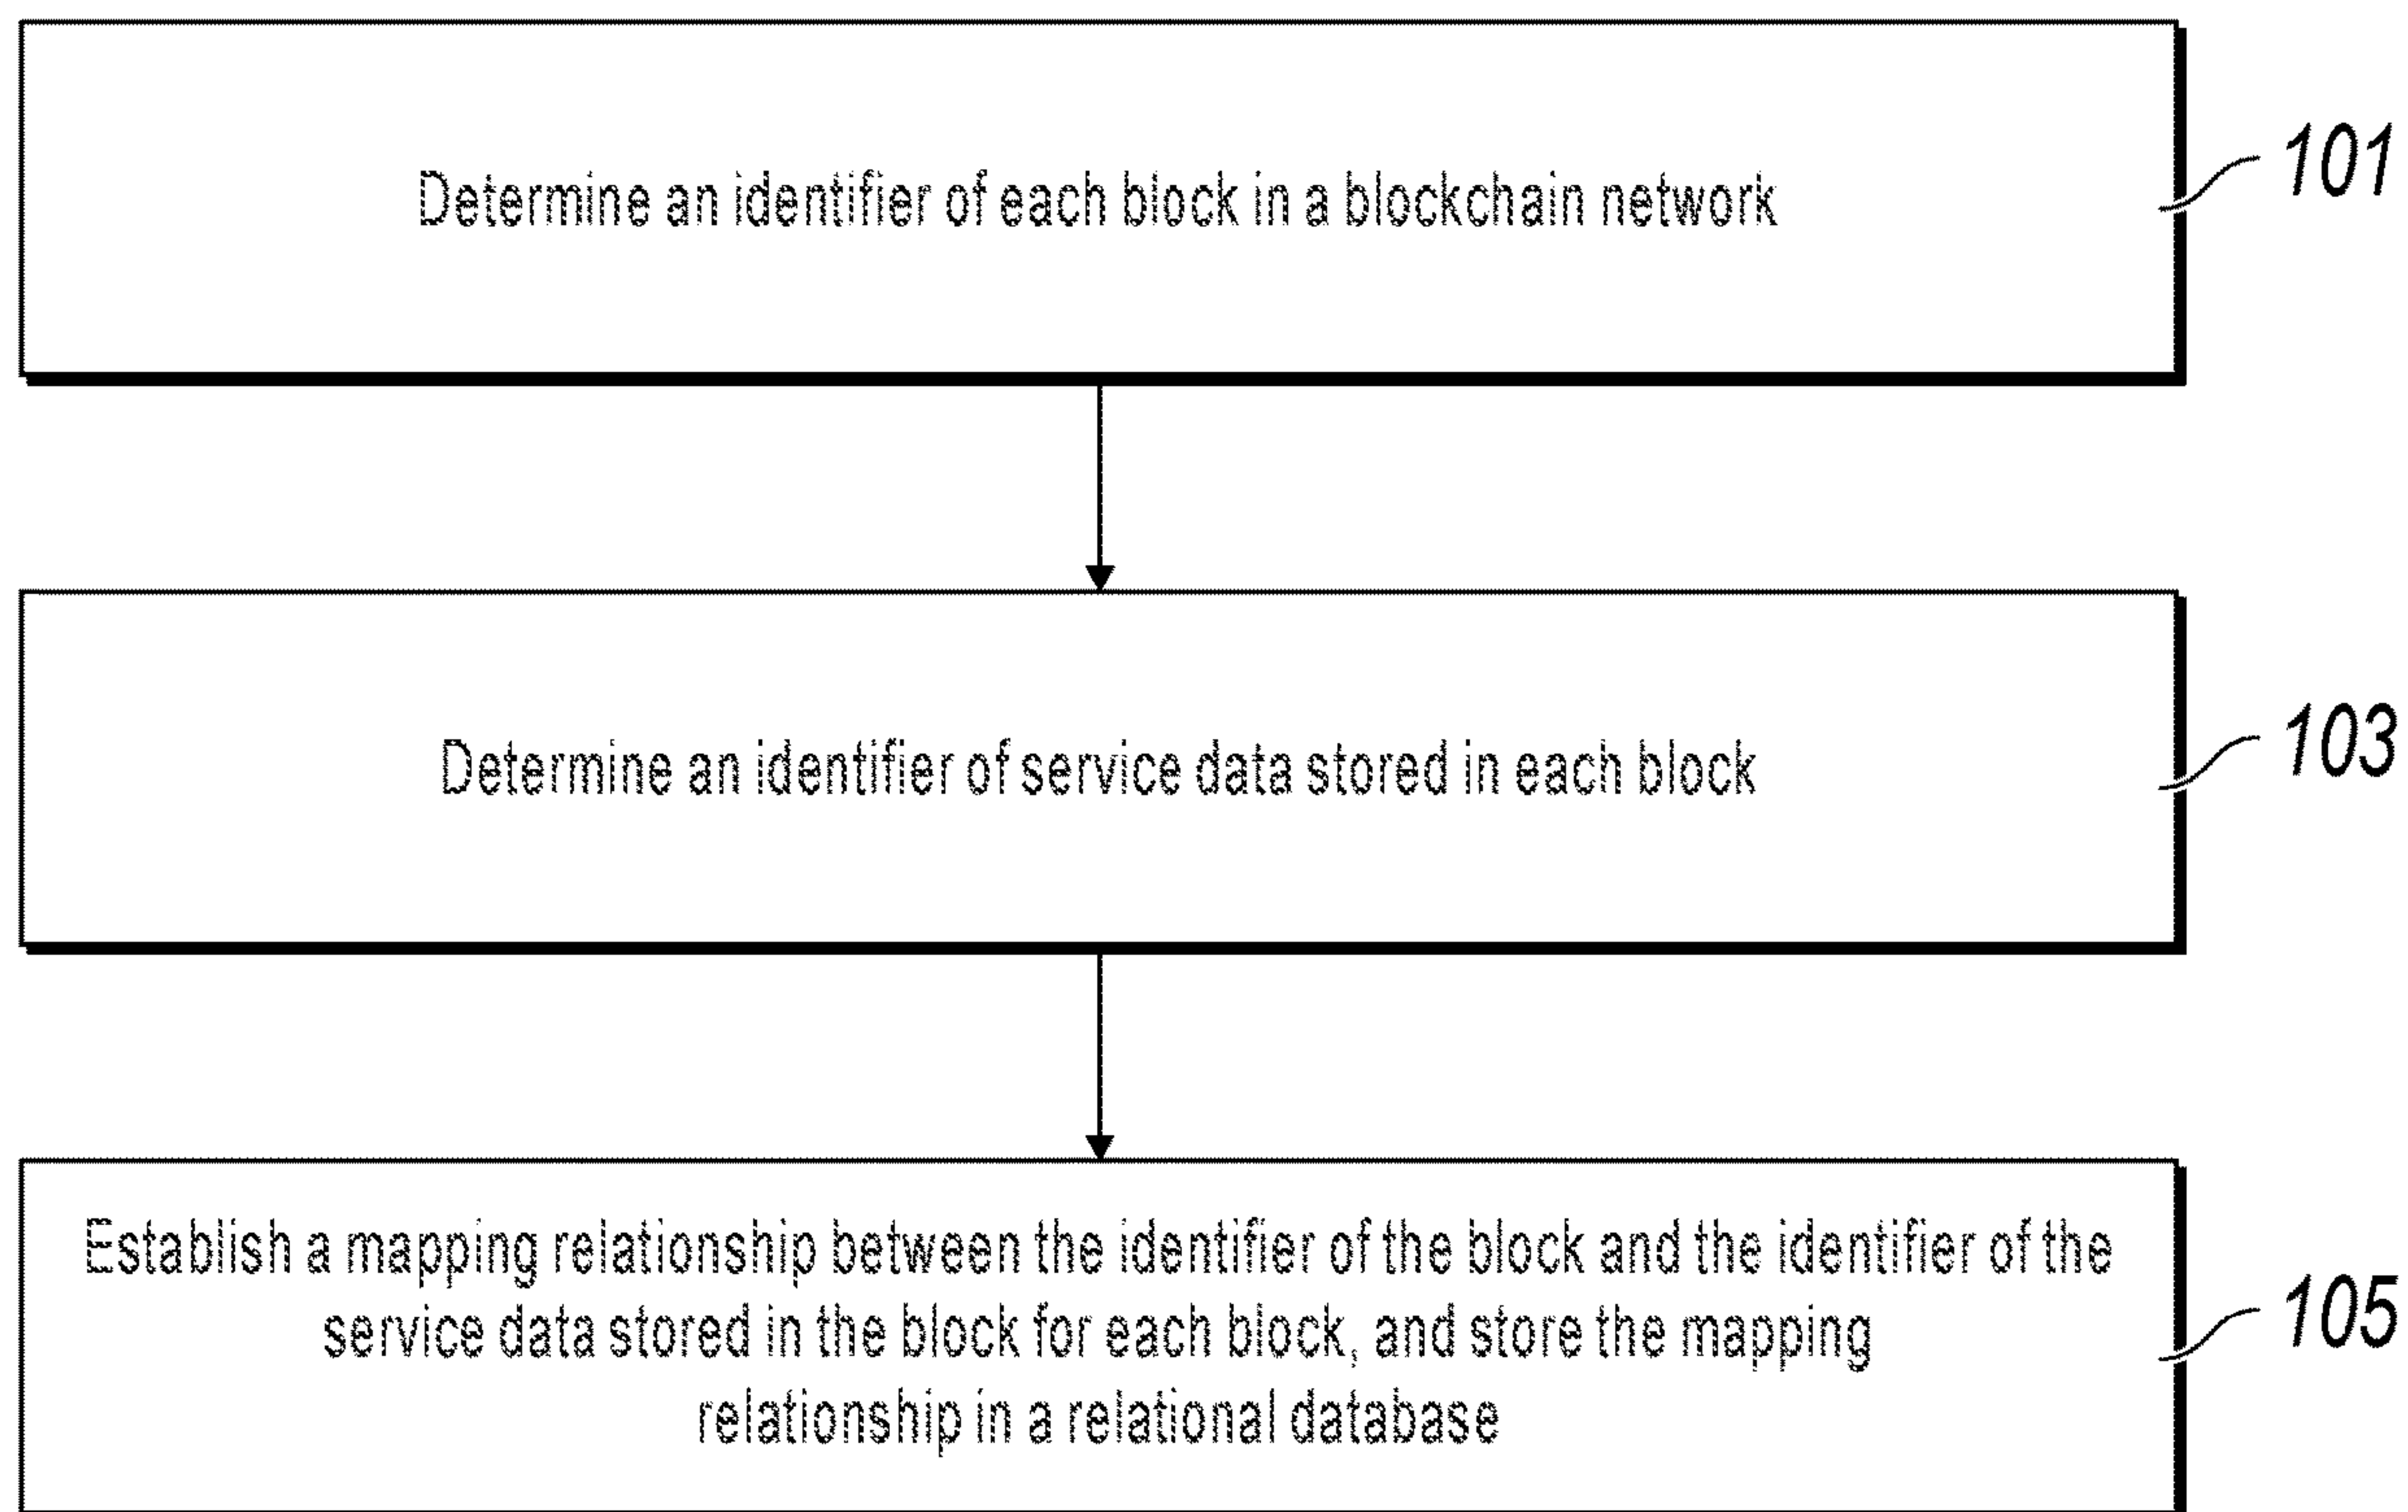 Determine an identifier of each block in a blockchain network
101
Determine an identifier of service data stored in each block
103
Establish a mapping relationship between the identifier of the block and the identifier of the
service data stored in the block for each block, and store the mapping
relationship in a relational database
105